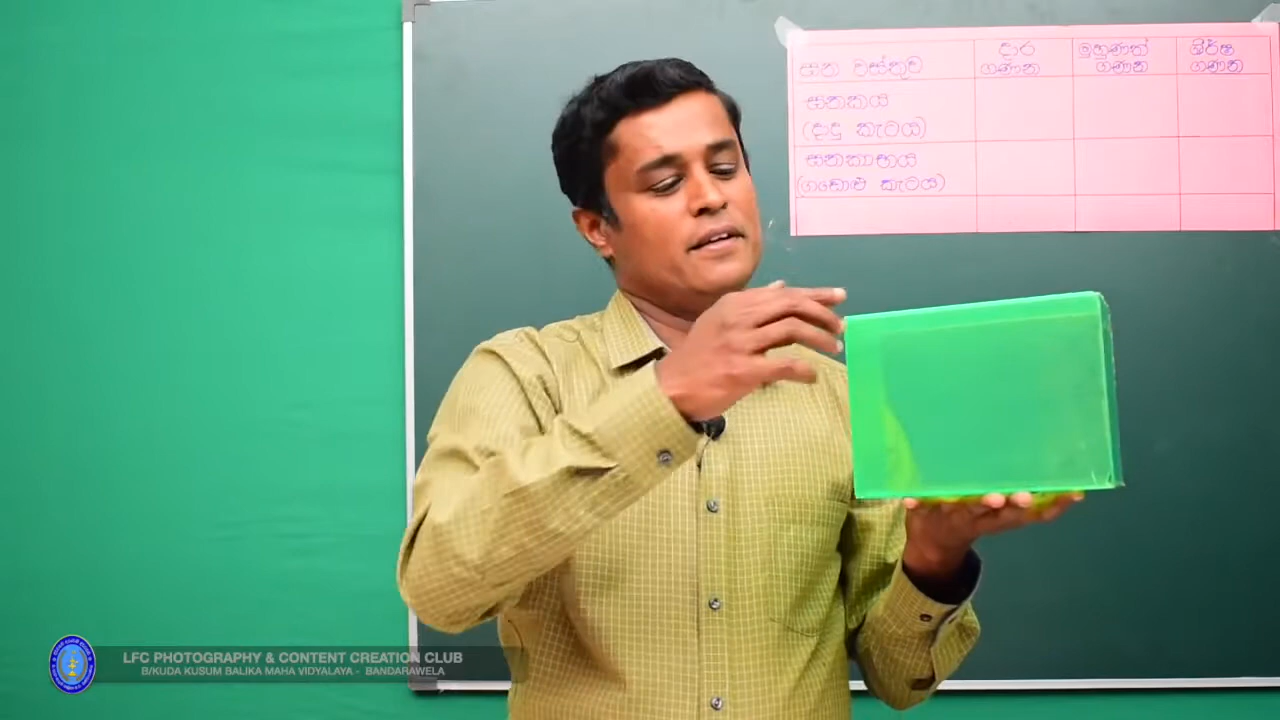 ඝන වස්තුව දාර ගණන මුහුණත් ගණන ශීර්ෂ ගණන
ඝනකය
(දාදු කැටය)
ඝනකාභය
(ගඩොළු කැටය)
LFC PHOTOGRAPHY & CONTENT CREATION CLUB
B/KUDA KUSUM BALIKA MAHA VIDYALAYA - BANDARAWELA